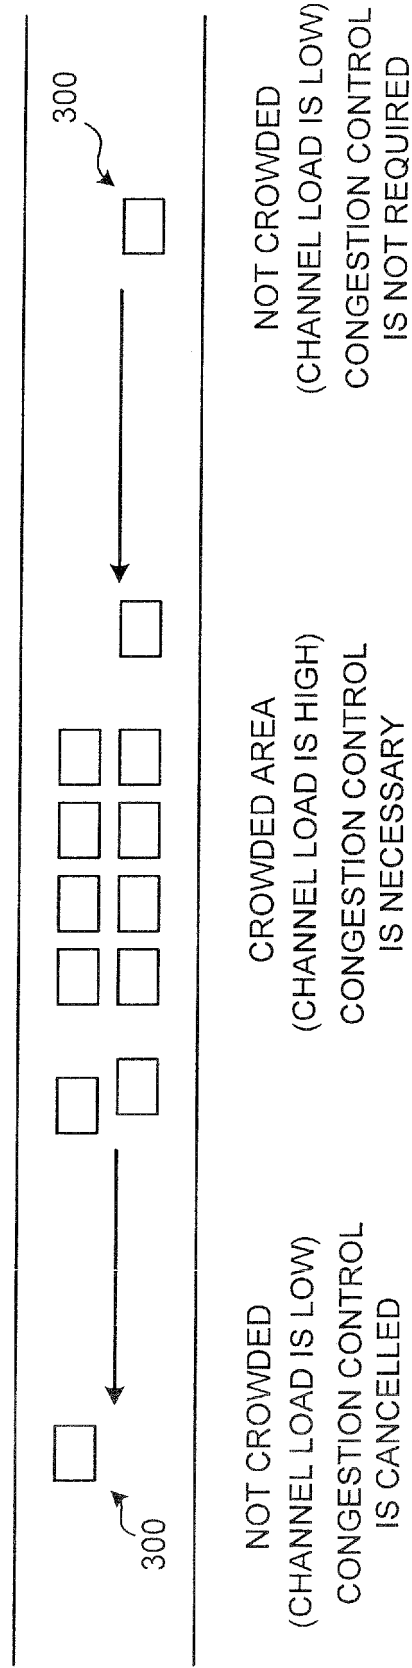 300
300
NOT CROWDED
(CHANNEL LOAD IS LOW)
CONGESTION CONTROL
IS CANCELLED
CROWDED AREA
(CHANNEL LOAD IS HIGH)
CONGESTION CONTROL
IS NECESSARY
NOT CROWDED
(CHANNEL LOAD IS LOW)
CONGESTION CONTROL
IS NOT REQUIRED